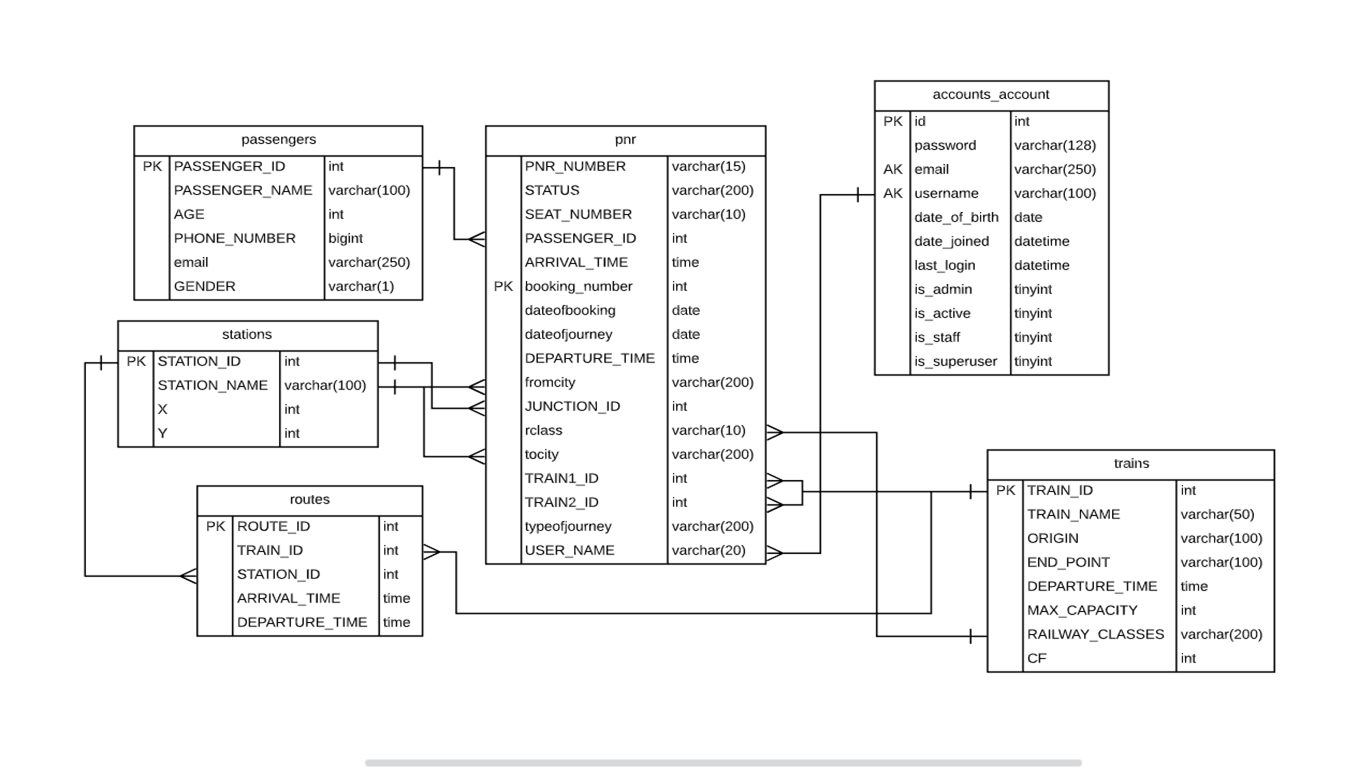 accounts_account
PK id int
password varchar(128)
AK email varchar(250)
AK username varchar(100)
date_of_birth date
date_joined datetime
last_login datetime
is_admin tinyint
is_active tinyint
is_staff tinyint
is_superuser tinyint
passengers
PK PASSENGER_ID int
PASSENGER_NAME varchar(100)
AGE int
PHONE_NUMBER bigint
email varchar(250)
GENDER varchar(1)
pnr
PNR_NUMBER varchar(15)
STATUS varchar(200)
SEAT_NUMBER varchar(10)
PASSENGER_ID int
ARRIVAL_TIME time
PK booking_number int
dateofbooking date
dateofjourney date
DEPARTURE_TIME time
fromcity varchar(200)
JUNCTION_ID int
rclass varchar(10)
tocity varchar(200)
TRAIN1_ID int
TRAIN2_ID int
typeofjourney varchar(200)
USER_NAME varchar(20)
stations
PK STATION_ID int
STATION_NAME varchar(100)
X int
Y int
routes
PK ROUTE_ID int
TRAIN_ID int
STATION_ID int
ARRIVAL_TIME time
DEPARTURE_TIME time
trains
PK TRAIN_ID int
TRAIN_NAME varchar(50)
ORIGIN varchar(100)
END_POINT varchar(100)
DEPARTURE_TIME time
MAX_CAPACITY int
RAILWAY_CLASSES varchar(200)
CF int